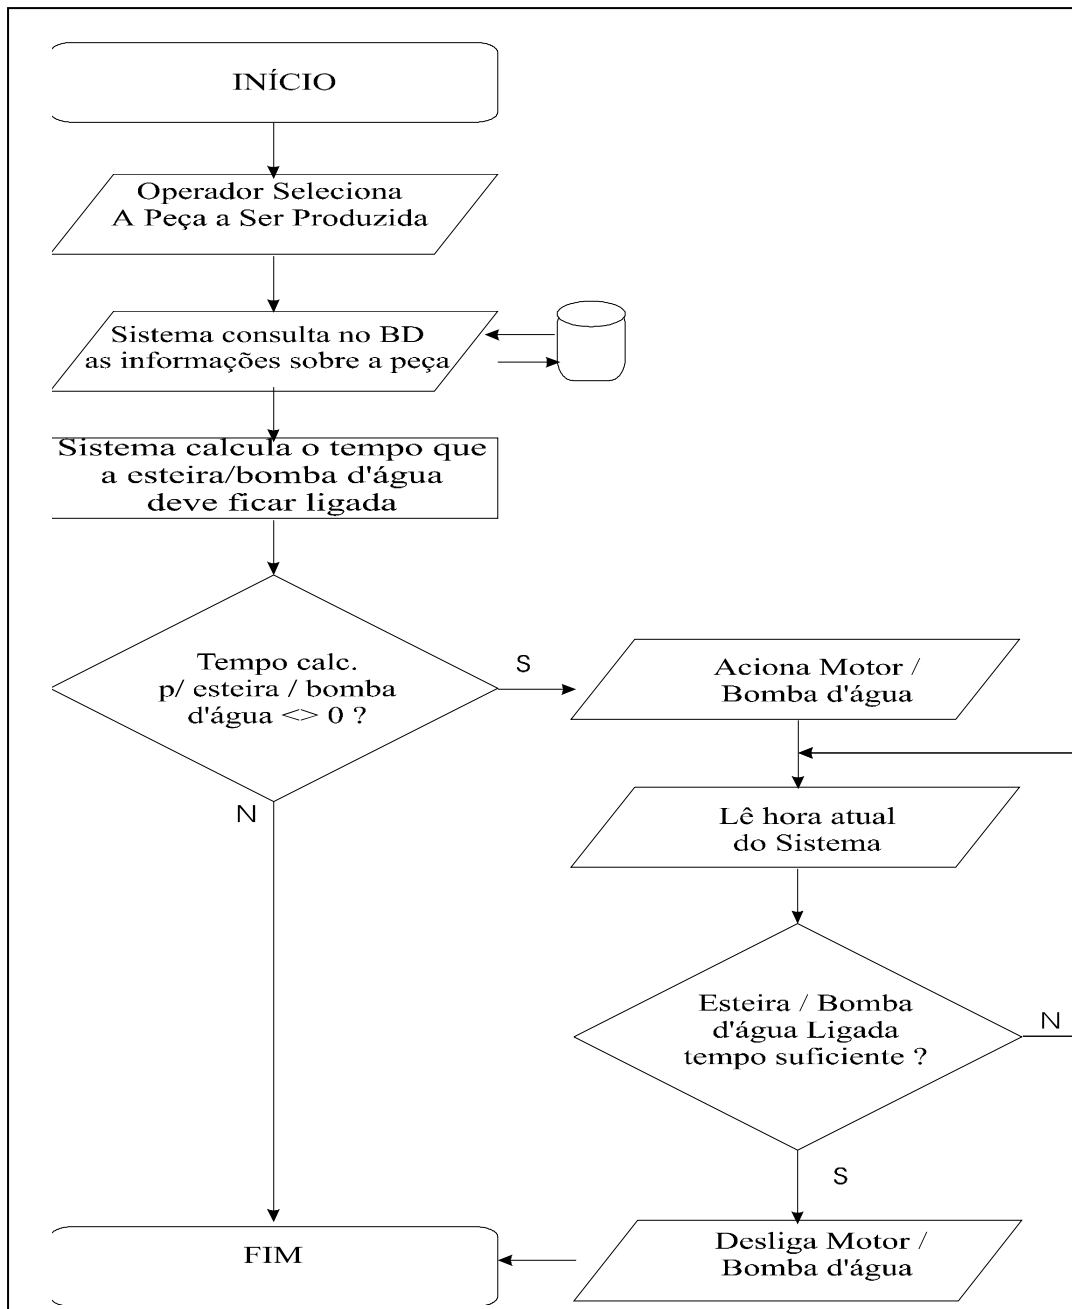 INÍCIO
Operador Seleciona
A Peça a Ser Produzida
Sistema consulta no BD
as informações sobre a peça
Sistema calcula o tempo que
a esteira/bomba d'água
deve ficar ligada
Tempo calc.
p/ esteira / bomba
d'água <> 0 ?
S
N
Aciona Motor /
Bomba d'água
Lê hora atual
do Sistema
Esteira / Bomba
d'água Ligada
tempo suficiente ?
N
S
Desliga Motor /
Bomba d'água
FIM